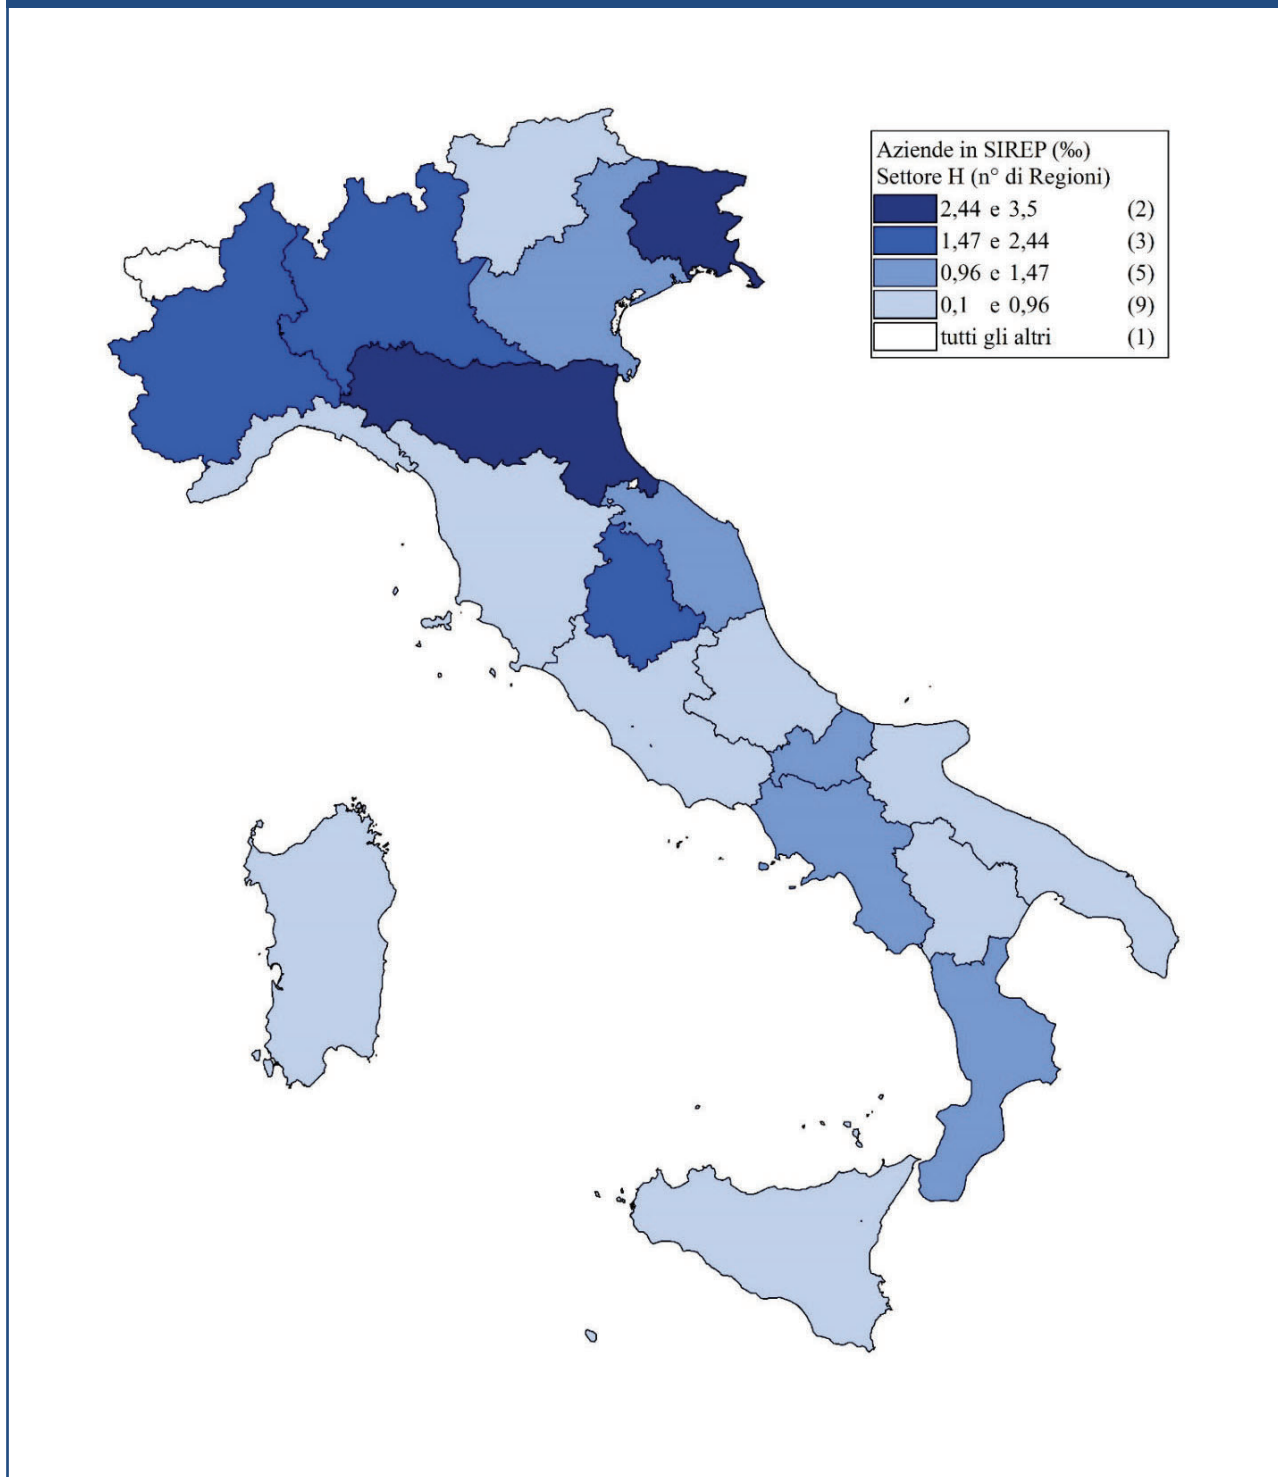 Aziende in SIREP (‰)
Settore H (n° di Regioni)
2,44 e 3,5 (2)
1,47 e 2,44 (3)
0,96 e 1,47 (5)
0,1 e 0,96 (9)
tutti gli altri (1)